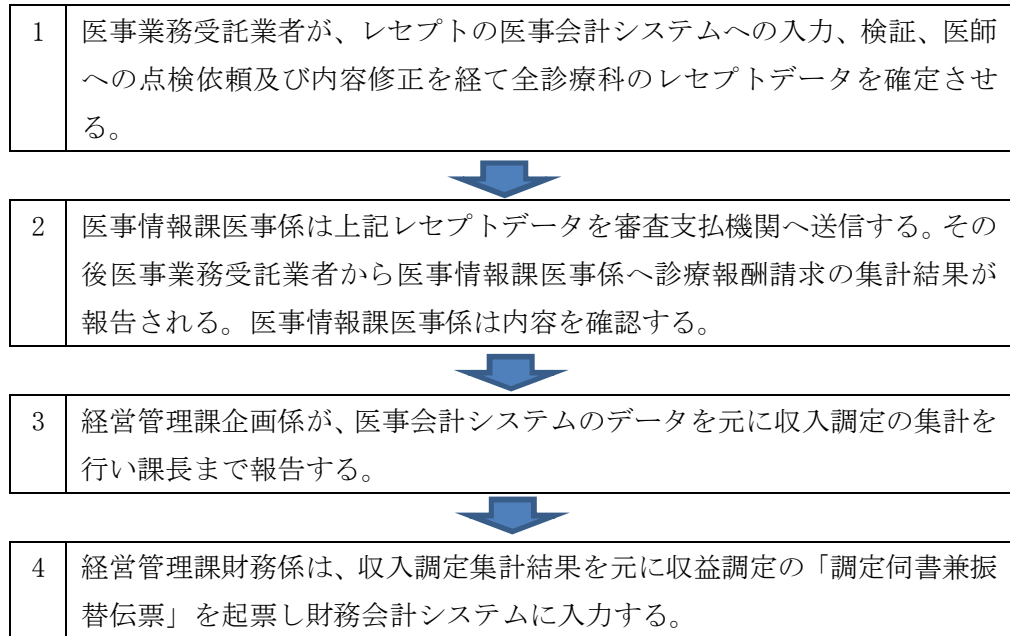 1 医事業務受託業者が、レセプトの医事会計システムへの入力、検証、医師
への点検依頼及び内容修正を経て全診療科のレセプトデータを確定させ
る。
2 医事情報課医事係は上記レセプトデータを審査支払機関へ送信する。その
後医事業務受託業者から医事情報課医事係へ診療報酬請求の集計結果が
報告される。医事情報課医事係は内容を確認する。
3 経営管理課企画係が、医事会計システムのデータを元に収入調定の集計を
行い課長まで報告する。
4 経営管理課財務係は、収入調定集計結果を元に収益調定の「調定伺書兼振
替伝票」を起票し財務会計システムに入力する。